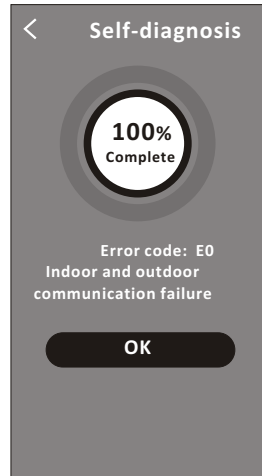 Self-diagnosis
100%
Complete
Error code: E0
Indoor and outdoor
communication failure
OK